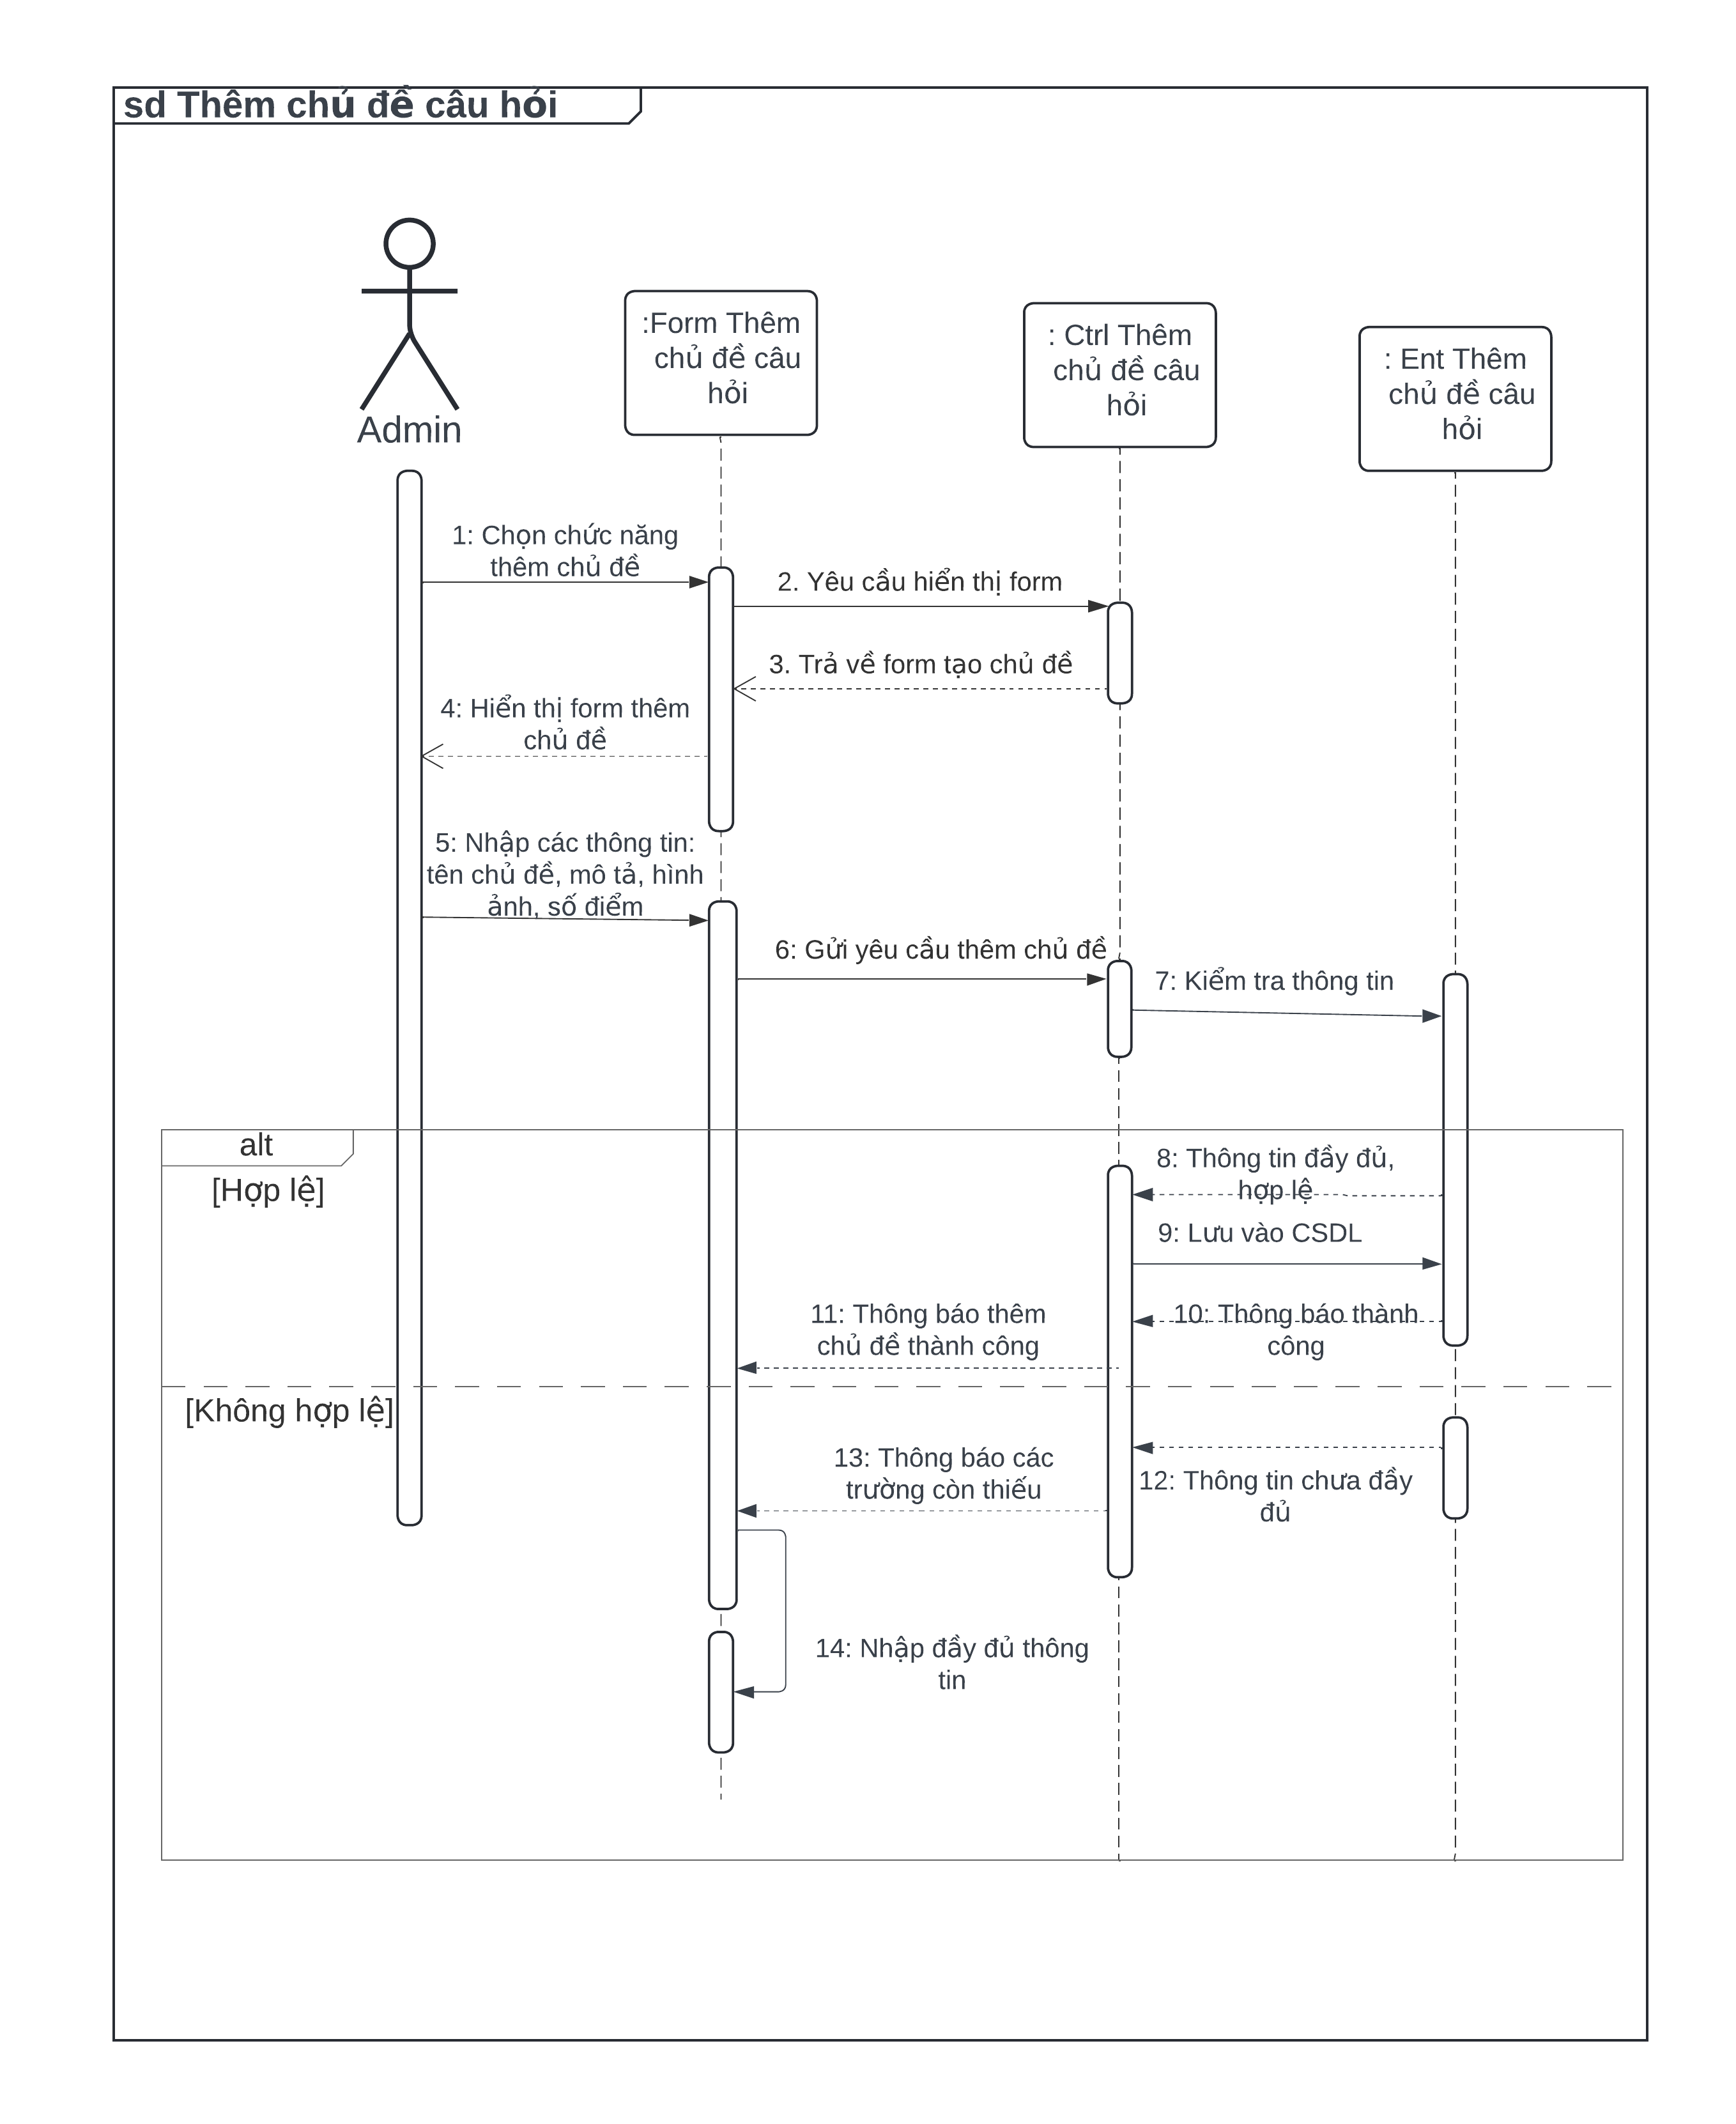 sd Thêm chủ đề câu hỏi
Admin
:Form Thêm
chủ đề câu
hỏi
: Ctrl Thêm
chủ đề câu
hỏi
: Ent Thêm
chủ đề câu
hỏi
1: Chọn chức năng
thêm chủ đề
2. Yêu cầu hiển thị form
3. Trả về form tạo chủ đề
4: Hiển thị form thêm
chủ đề
5: Nhập các thông tin:
tên chủ đề, mô tả, hình
ảnh, số điểm
6: Gửi yêu cầu thêm chủ đề
7: Kiểm tra thông tin
alt
[Hợp lệ]
8: Thông tin đầy đủ,
hợp lệ
9: Lưu vào CSDL
10: Thông báo thành
công
11: Thông báo thêm
chủ đề thành công
[Không hợp lệ]
12: Thông tin chưa đầy
đủ
13: Thông báo các
trường còn thiếu
14: Nhập đầy đủ thông
tin